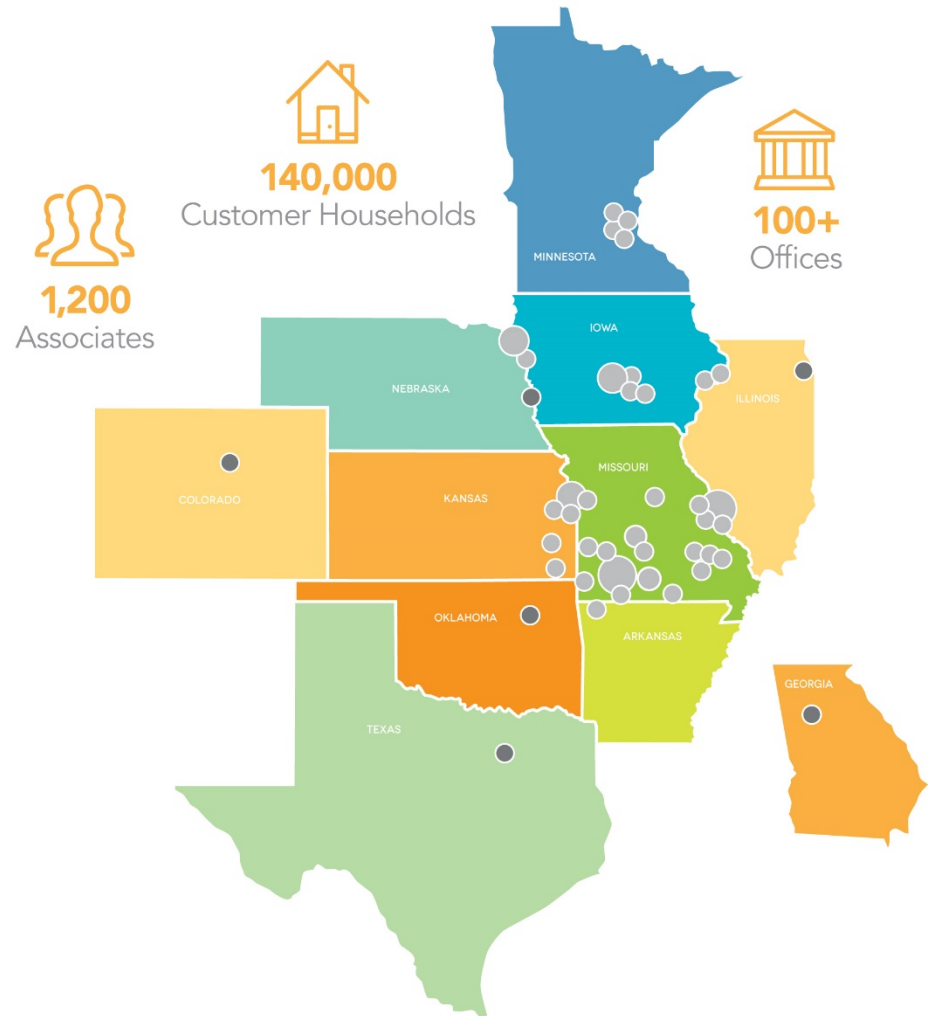 140,000
Customer Households
100+
Offices
1,200
Associates
MINNESOTA
IOWA
NEBRASKA
ILLINOIS
COLORADO
KANSAS
MISSOURI
OKLAHOMA
ARKANSAS
GEORGIA
TEXAS